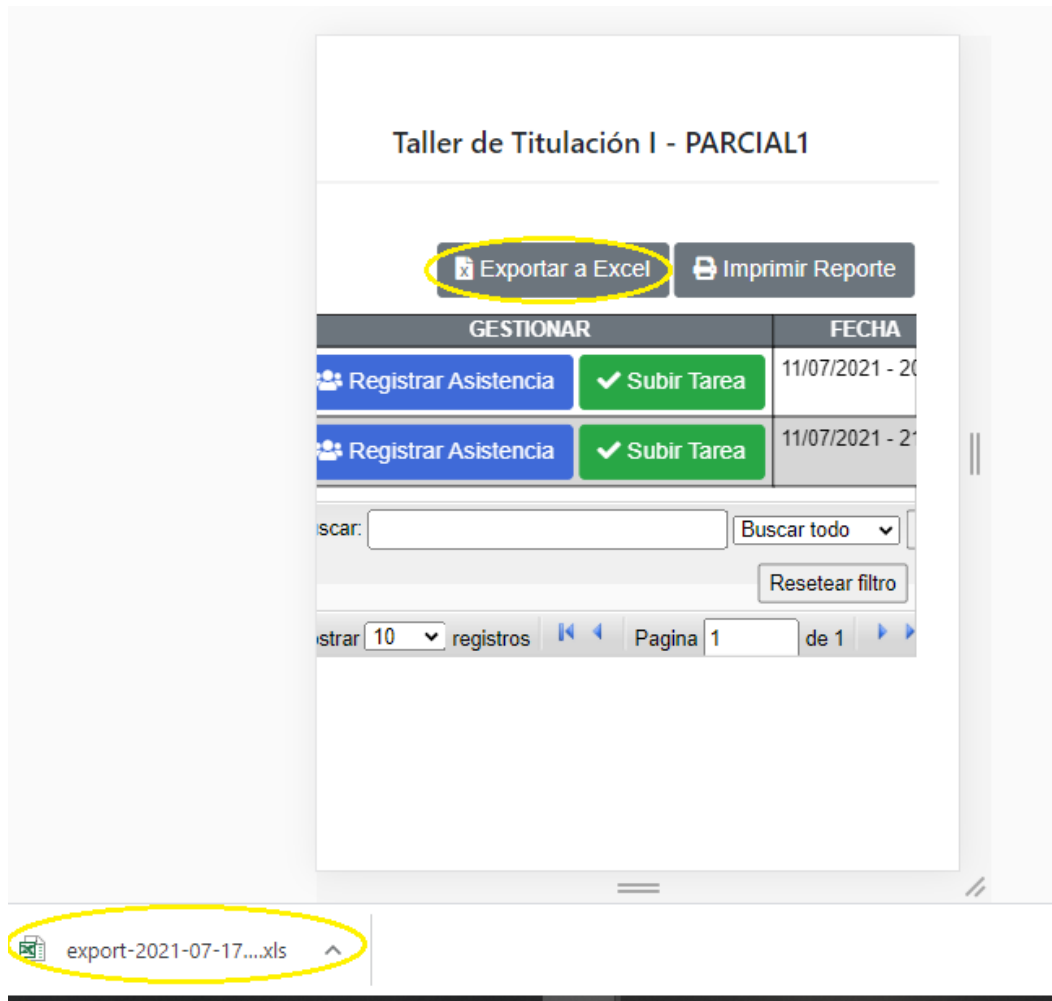 Taller de Titulación I - PARCIAL1
Exportar a Excel Imprimir Reporte
GESTIONAR FECHA
Registrar Asistencia Subir Tarea 11/07/2021 - 20
Registrar Asistencia Subir Tarea 11/07/2021 - 21
scar: Buscar todo
Resetear filtro
strar 10 registros Pagina 1 de 1
export-2021-07-17....xls